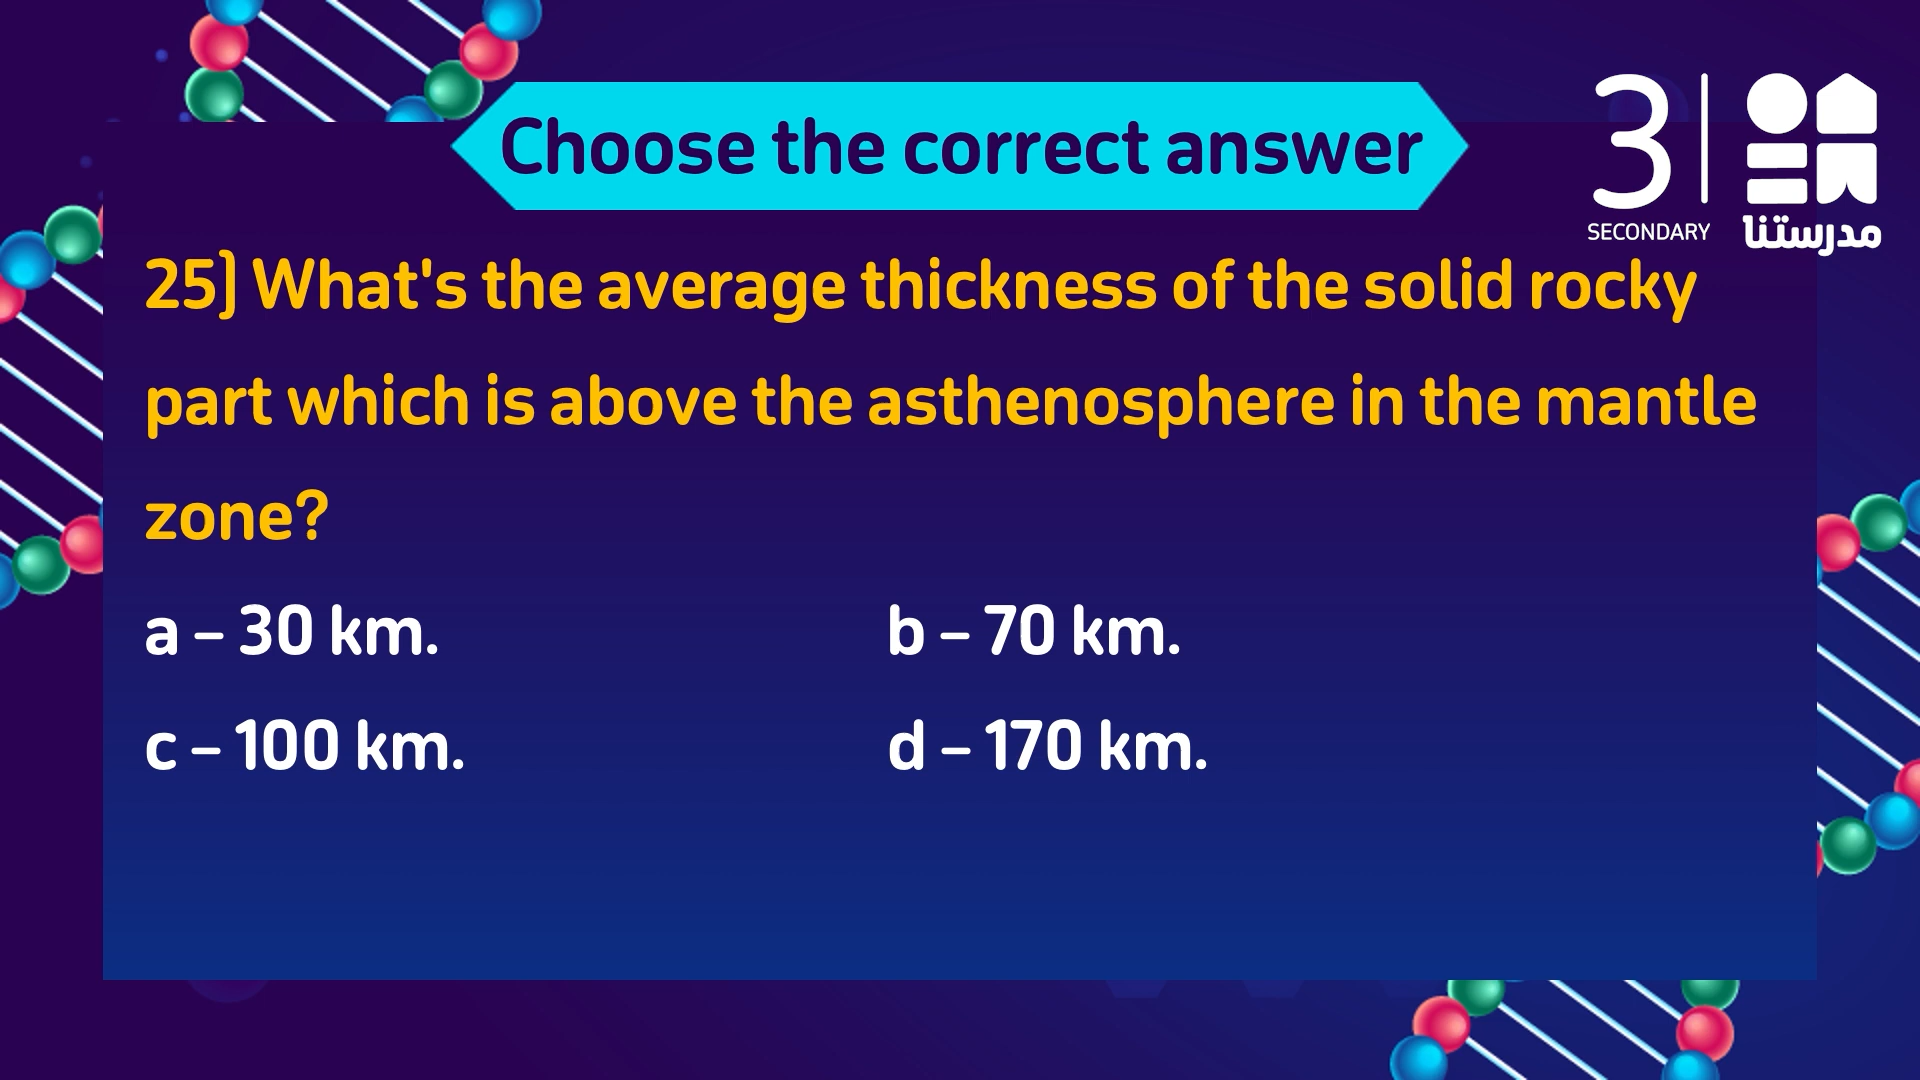 Choose the correct answer
3
SECONDARY
مدرستنا
25) What's the average thickness of the solid rocky
part which is above the asthenosphere in the mantle
zone?
a – 30 km. b – 70 km.
c – 100 km. d – 170 km.